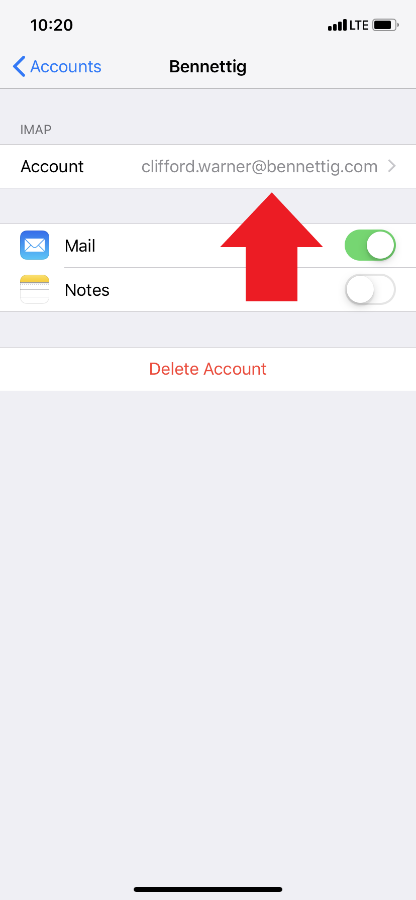 10:20 LTE
Accounts Bennettig
IMAP
Account clifford.warner@bennettig.com
Mail
Notes
Delete Account